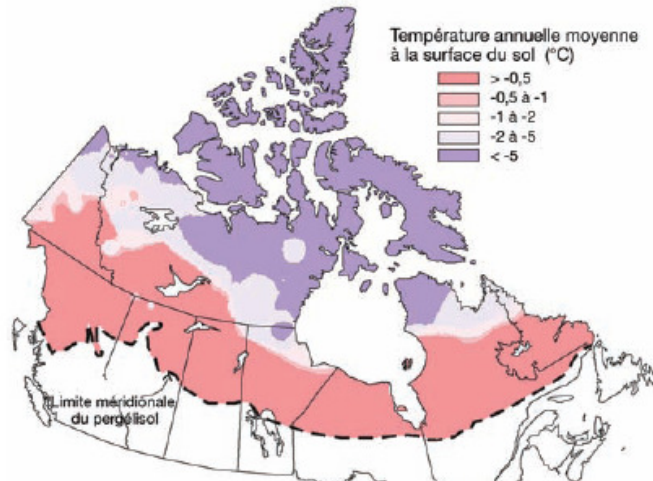 Température annuelle moyenne
à la surface du sol (°C)
> -0,5
-0,5 à -1
-1 à -2
-2 à -5
< -5
Limite méridionale
du pergélisol